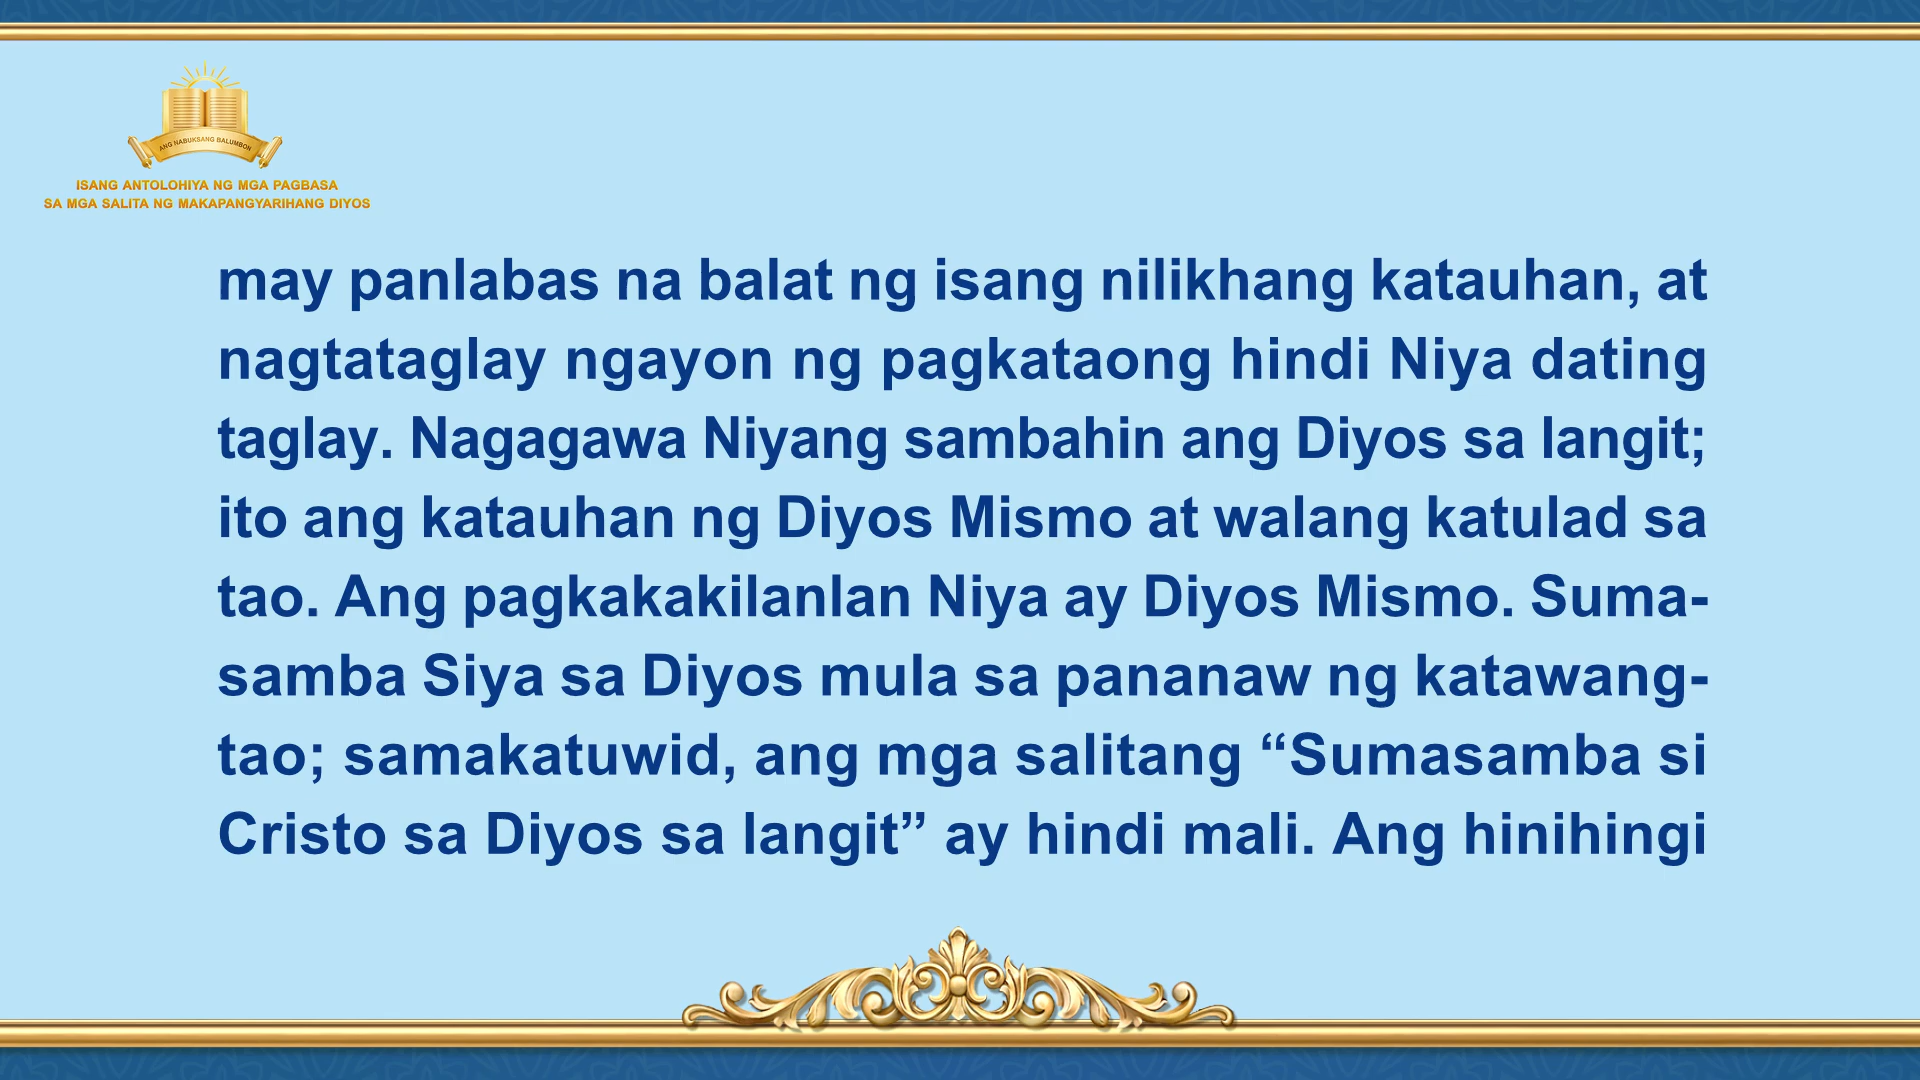 ANG NABUKSANG BALUMBON
ISANG ANTOLOHIYA NG MGA PAGBASA
SA MGA SALITA NG MAKAPANGYARIHANG DIYOS
may panlabas na balat ng isang nilikhang katauhan, at
nagtataglay ngayon ng pagkataong hindi Niya dating
taglay. Nagagawa Niyang sambahin ang Diyos sa langit;
ito ang katauhan ng Diyos Mismo at walang katulad sa
tao. Ang pagkakakilanlan Niya ay Diyos Mismo. Suma-
samba Siya sa Diyos mula sa pananaw ng katawang-
tao; samakatuwid, ang mga salitang “Sumasamba si
Cristo sa Diyos sa langit” ay hindi mali. Ang hinihingi